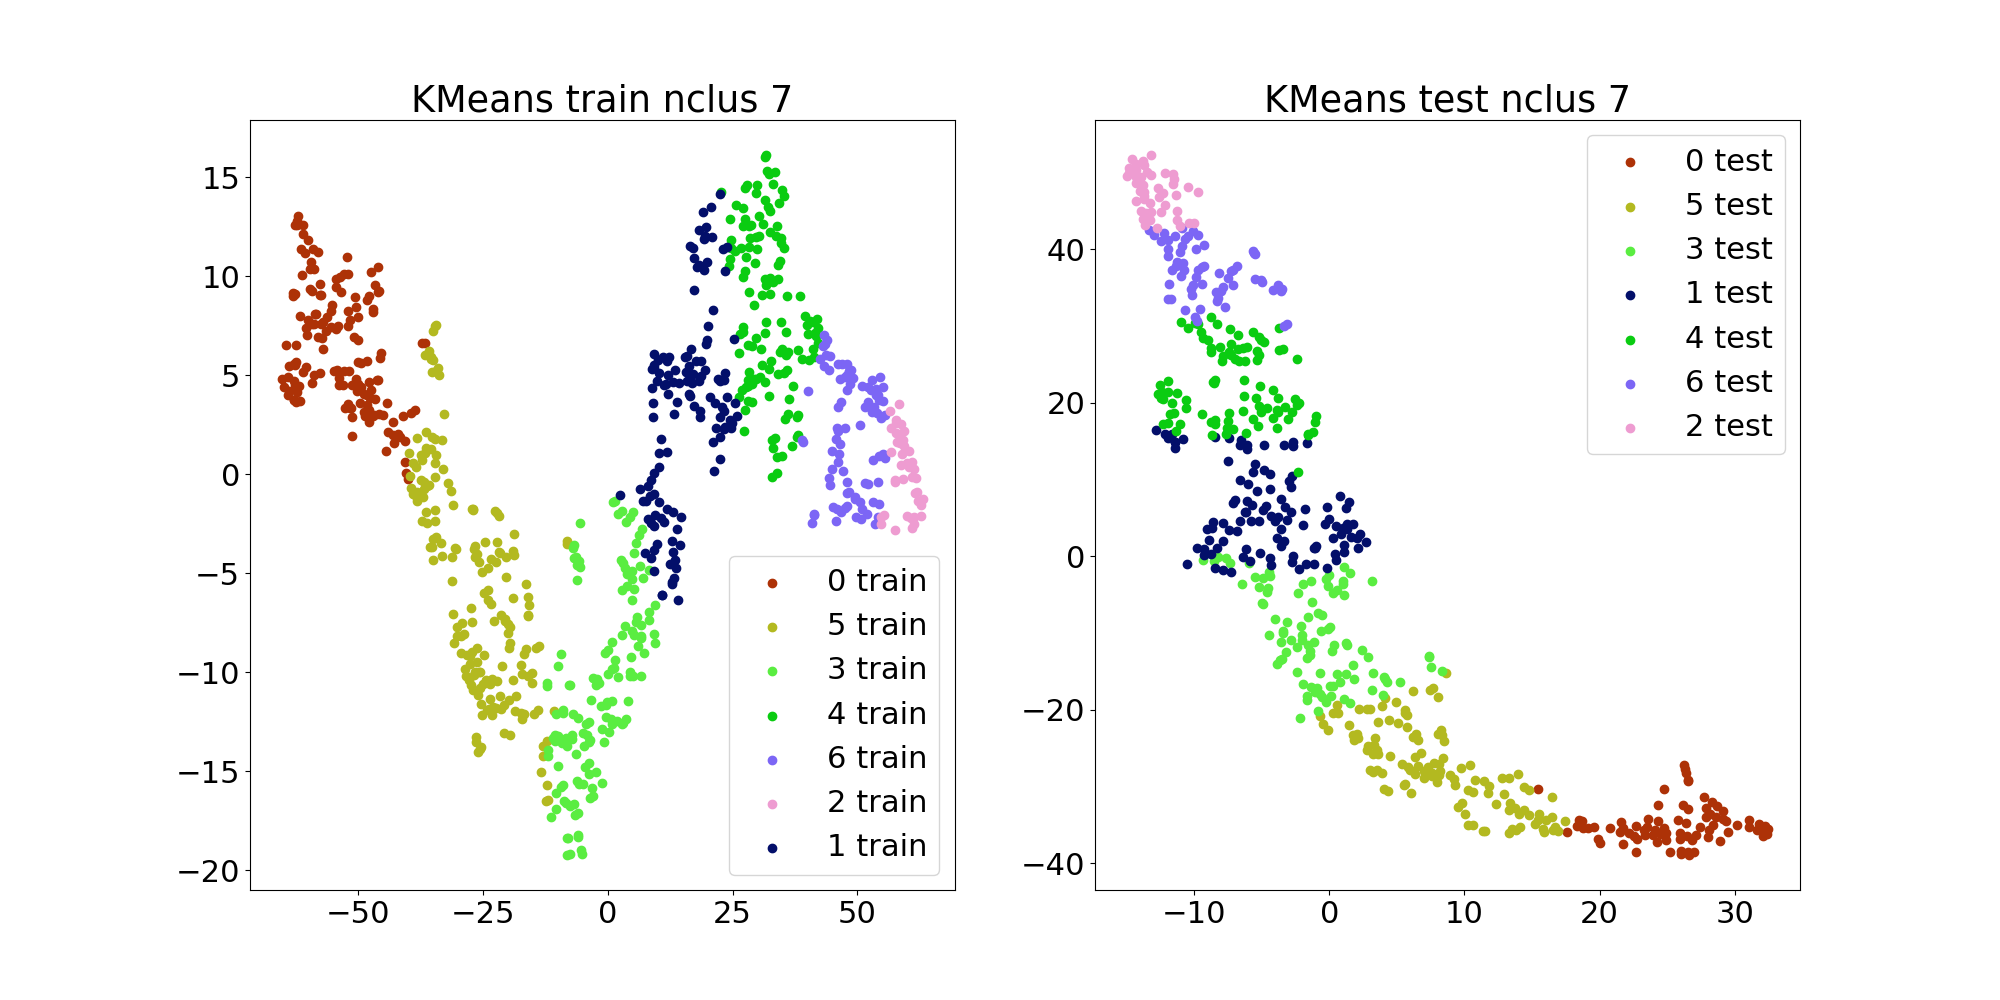 KMeans train nclus 7
15
10
5
0
−5
−10
−15
−20
−50
−25
0
25
50
0 train
5 train
3 train
4 train
6 train
2 train
1 train
KMeans test nclus 7
40
20
0
−20
−40
−10
0
10
20
30
0 test
5 test
3 test
1 test
4 test
6 test
2 test